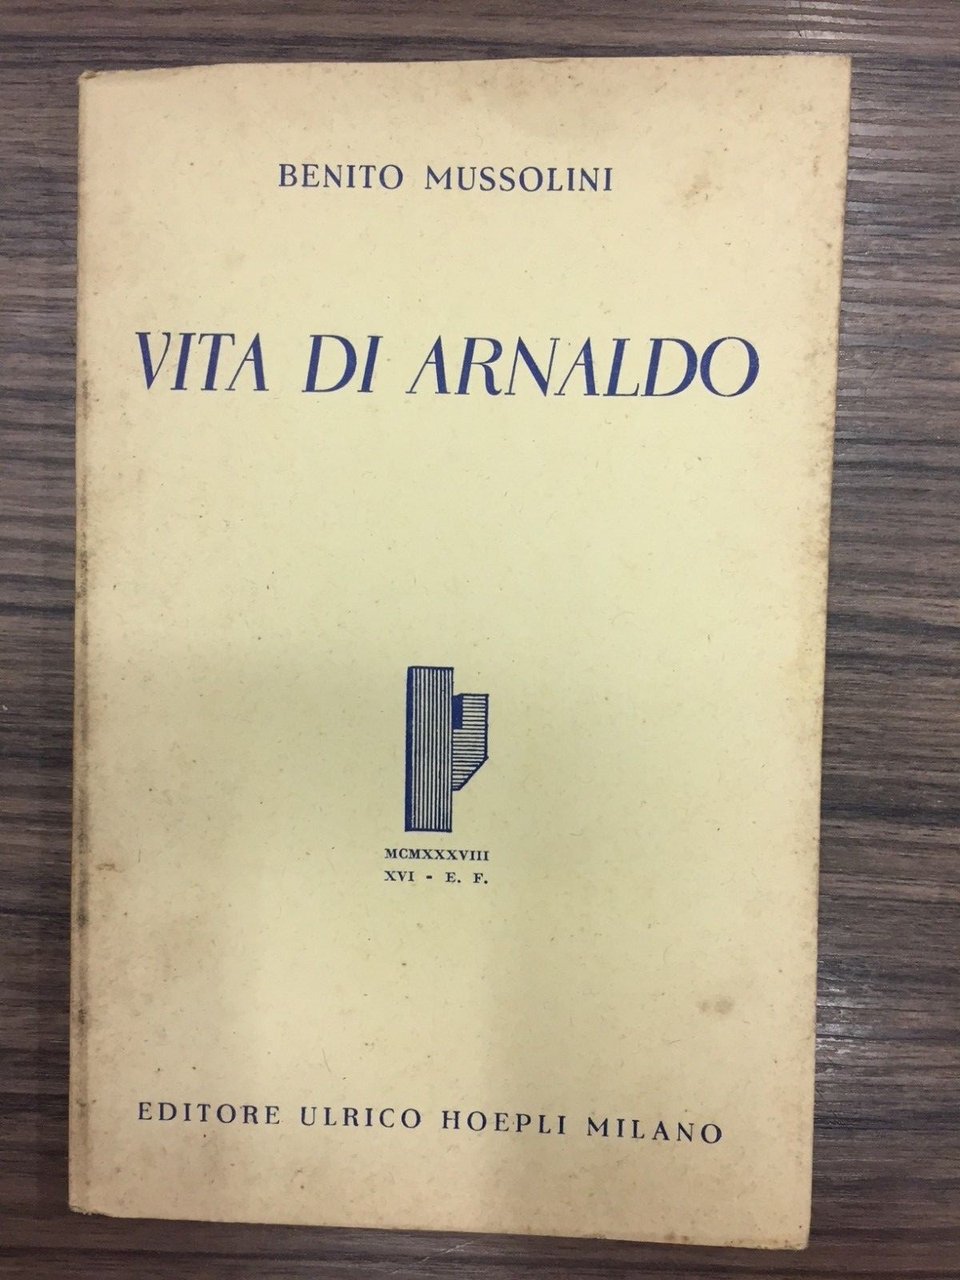 BENITO MUSSOLINI
VITA DI ARNALDO
MCMXXXVIII
XVI - E. F.
EDITORE ULRICO HOEPLI MILANO